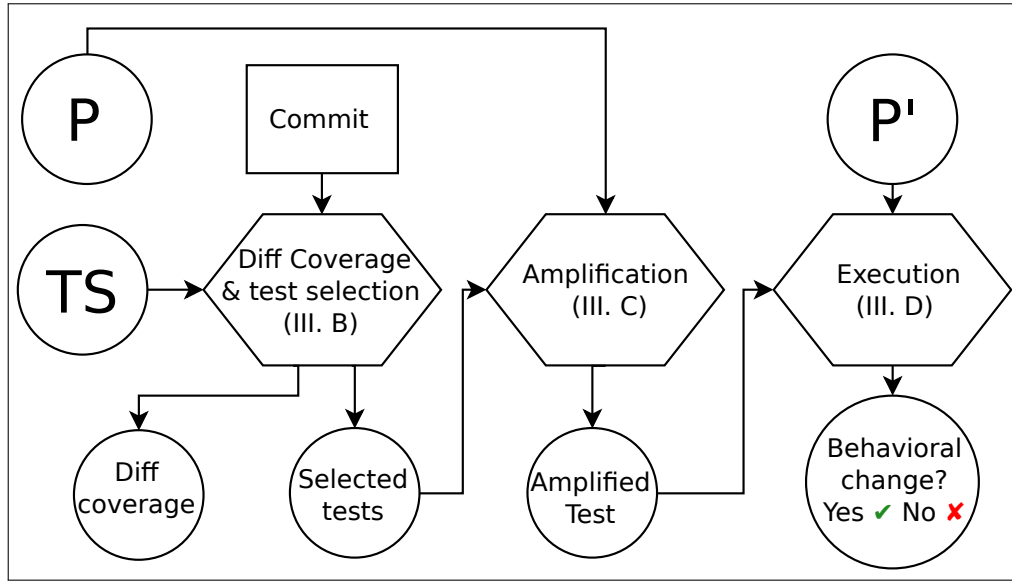 P
Commit
P'
TS
Diff Coverage
& test selection
(III. B)
Amplification
(III. C)
Execution
(III. D)
Diff
coverage
Selected
tests
Amplified
Test
Behavioral
change?
Yes ✔ No ✘